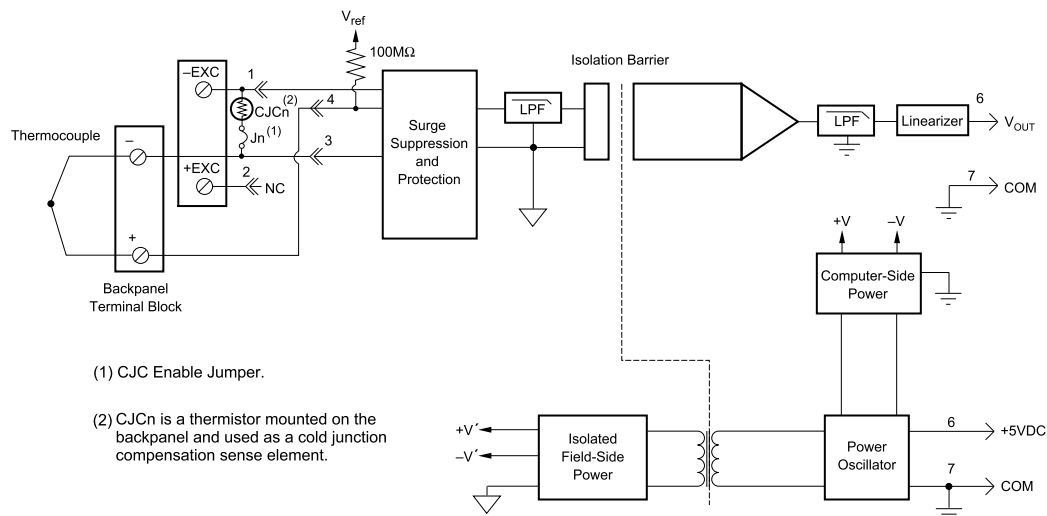 V_ref
100MΩ
Isolation Barrier
–EXC
1
CJCn(2)
4
Jn(1)
3
+EXC
2
NC
Thermocouple
–
+
Backpanel
Terminal Block
Surge
Suppression
and
Protection
LPF
LPF
Linearizer
6
V_OUT
7
COM
+V
–V
Computer-Side
Power
(1) CJC Enable Jumper.
(2) CJCn is a thermistor mounted on the
backpanel and used as a cold junction
compensation sense element.
+V´
–V´
Isolated
Field-Side
Power
Power
Oscillator
6
+5VDC
7
COM